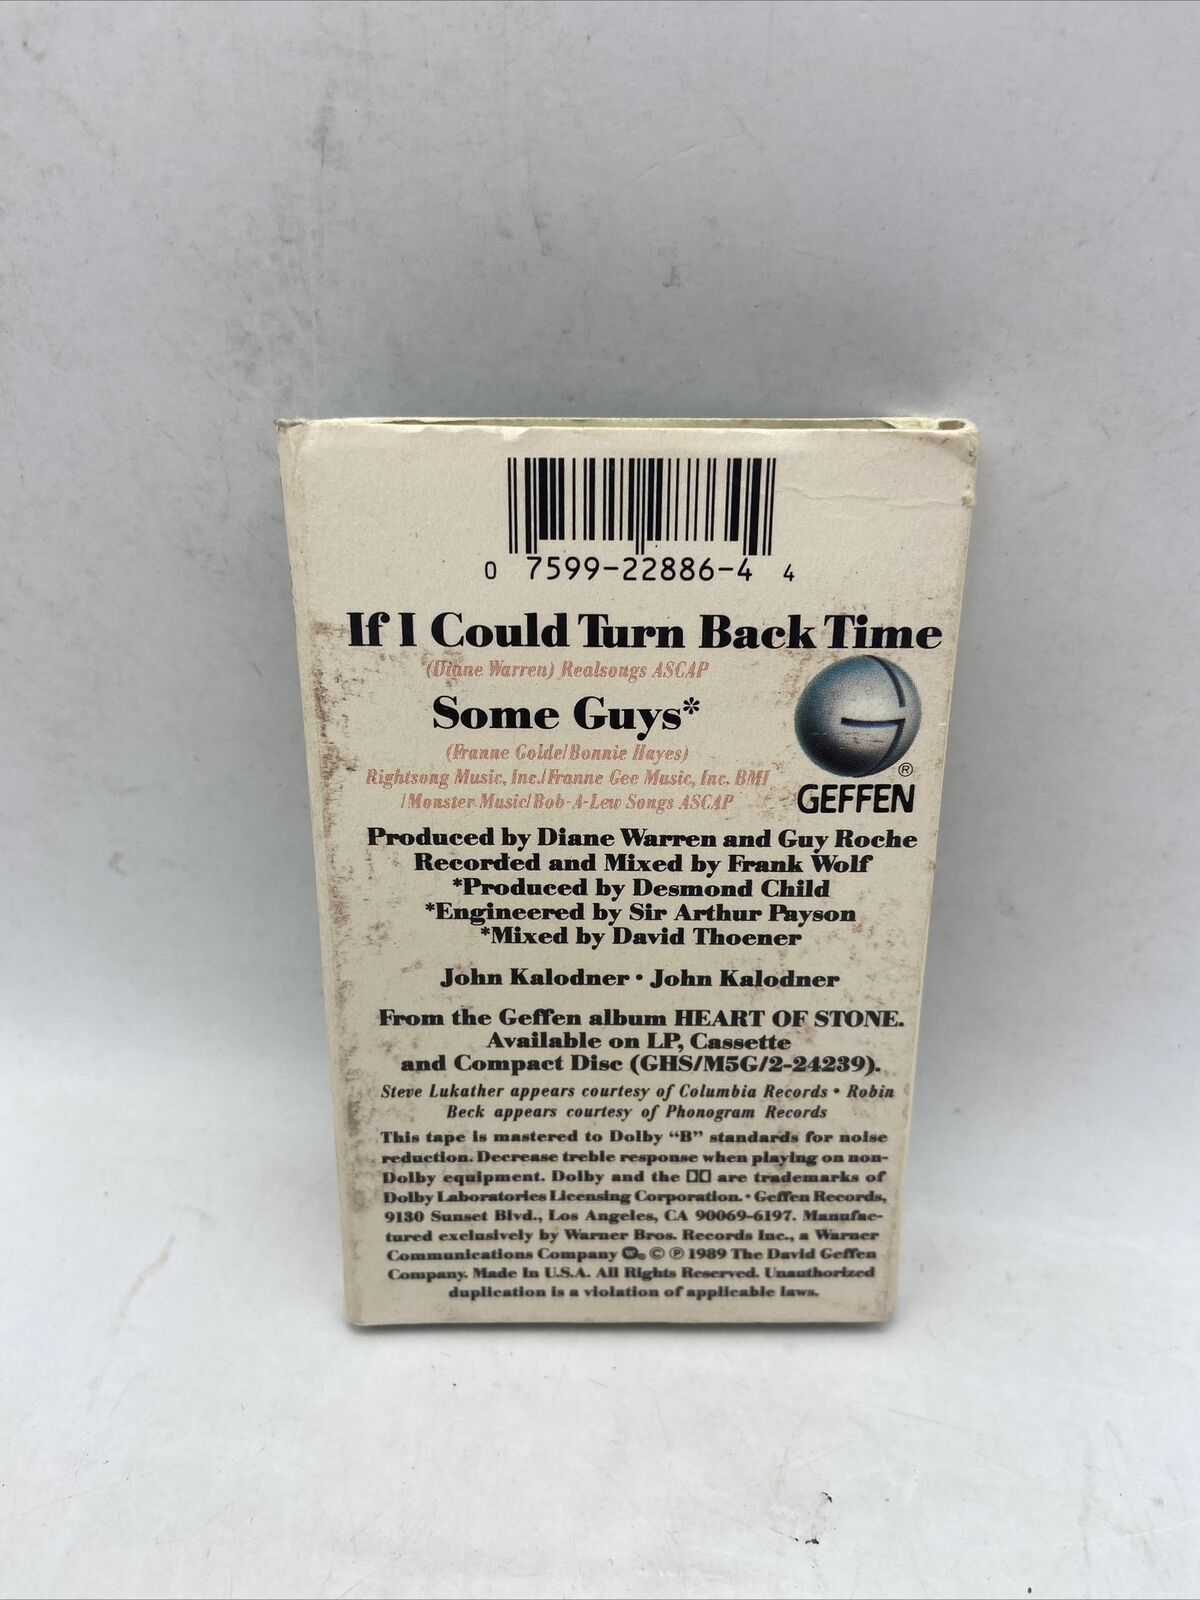 0 7599-22886-4 4
If I Could Turn Back Time
(Diane Warren) Realsongs ASCAP
Some Guys*
(Franne Golde/Bonnie Hayes)
Rightsong Music, Inc./Franne Gee Music, Inc. BMI
/Monster Music/Bob-A-Lew Songs ASCAP
®
GEFFEN
Produced by Diane Warren and Guy Roche
Recorded and Mixed by Frank Wolf
*Produced by Desmond Child
*Engineered by Sir Arthur Payson
*Mixed by David Thoener
John Kalodner • John Kalodner
From the Geffen album HEART OF STONE.
Available on LP, Cassette
and Compact Disc (GHS/M5G/2-24239).
Steve Lukather appears courtesy of Columbia Records • Robin
Beck appears courtesy of Phonogram Records
This tape is mastered to Dolby “B” standards for noise
reduction. Decrease treble response when playing on non-
Dolby equipment. Dolby and the are trademarks of
Dolby Laboratories Licensing Corporation. • Geffen Records,
9130 Sunset Blvd., Los Angeles, CA 90069-6197. Manufac-
tured exclusively by Warner Bros. Records Inc., a Warner
Communications Company © ℗ 1989 The David Geffen
Company. Made In U.S.A. All Rights Reserved. Unauthorized
duplication is a violation of applicable laws.